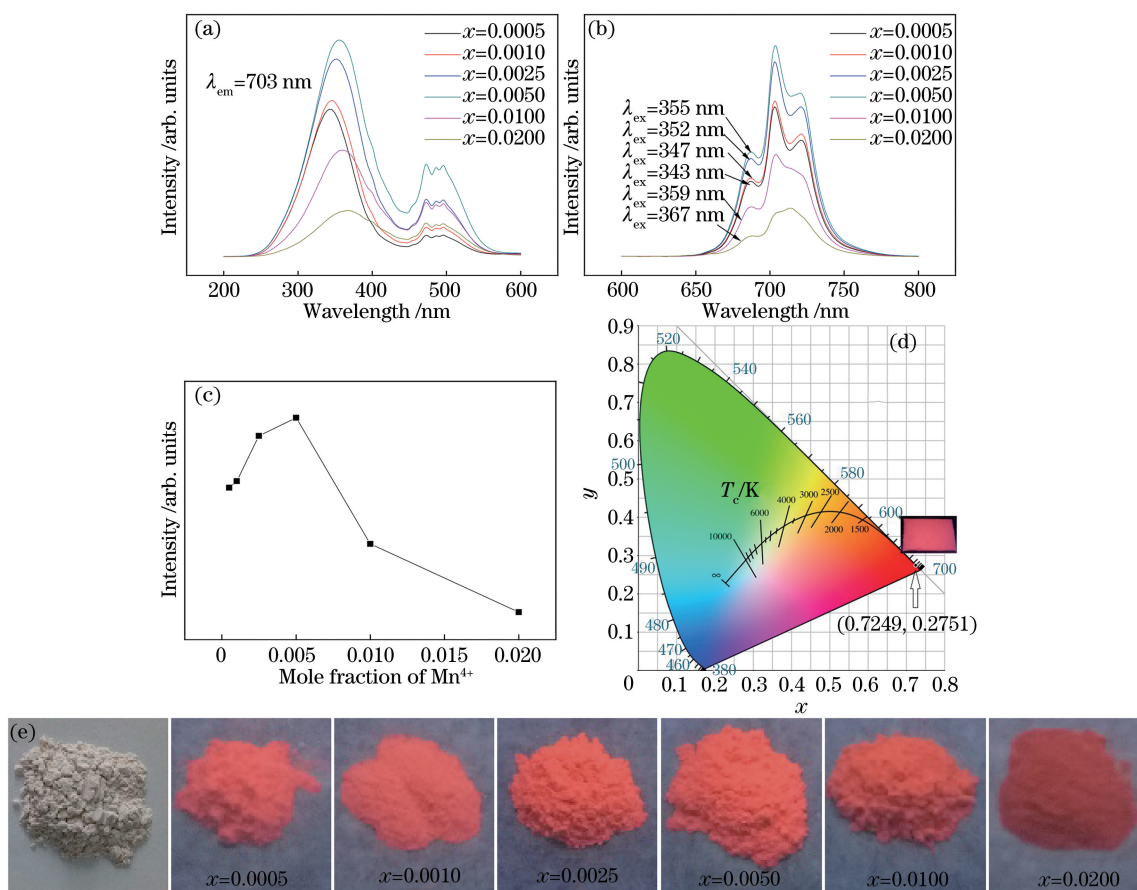 (a)
x=0.0005
x=0.0010
x=0.0025
x=0.0050
x=0.0100
x=0.0200
λem=703 nm
Intensity /arb. units
200 300 400 500 600
Wavelength /nm
(b)
x=0.0005
x=0.0010
x=0.0025
x=0.0050
x=0.0100
x=0.0200
λex=355 nm
λex=352 nm
λex=347 nm
λex=343 nm
λex=359 nm
λex=367 nm
Intensity /arb. units
600 650 700 750 800
Wavelength /nm
(c)
Intensity /arb. units
0 0.005 0.010 0.015 0.020
Mole fraction of Mn4+
(d)
0.9
0.8
0.7
0.6
0.5
0.4
0.3
0.2
0.1
0 0.1 0.2 0.3 0.4 0.5 0.6 0.7 0.8
y
x
520
540
560
580
600
700
500
490
480
470
460
380
Tc/K
∞
10000
6000
4000
3000
2500
2000
1500
(0.7249, 0.2751)
(e)
x=0.0005
x=0.0010
x=0.0025
x=0.0050
x=0.0100
x=0.0200